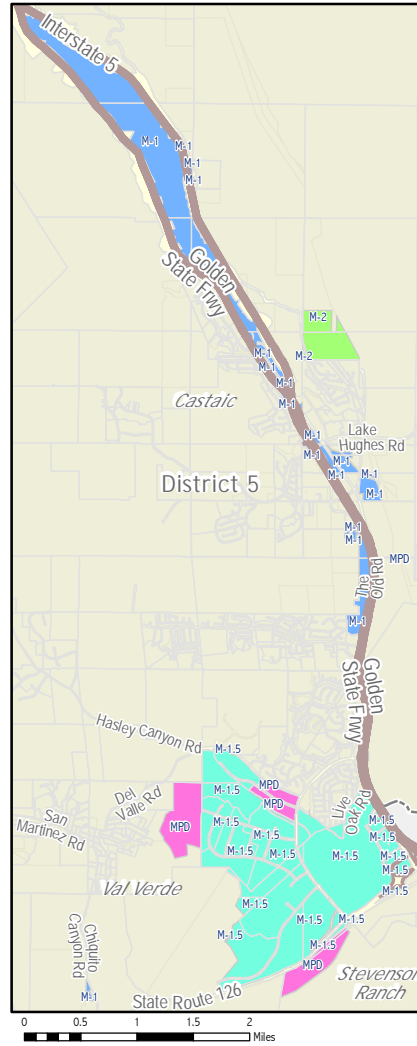 Interstate 5
M-1
M-1
M-1
M-1
Golden
State Frwy
M-2
M-2
M-1
M-1
M-1
M-1
Castaic
Lake
Hughes Rd
M-1
M-1
M-1
M-1
M-1
M-1
District 5
M-1
M-1
MPD
The
Old Rd
M-1
Golden
State Frwy
Hasley Canyon Rd
M-1.5
Del
Valle Rd
M-1.5
MPD
MPD
Live
Oak Rd
San
Martinez Rd
MPD
M-1.5
M-1.5
M-1.5
M-1.5
M-1.5
M-1.5
M-1.5
M-1.5
M-1.5
M-1.5
M-1.5
Val Verde
M-1.5
M-1.5
M-1.5
M-1.5
MPD
Chiquito
Canyon Rd
M-1
State Route 126
M-1.5
Stevenson
Ranch
0 0.5 1 1.5 2
Miles